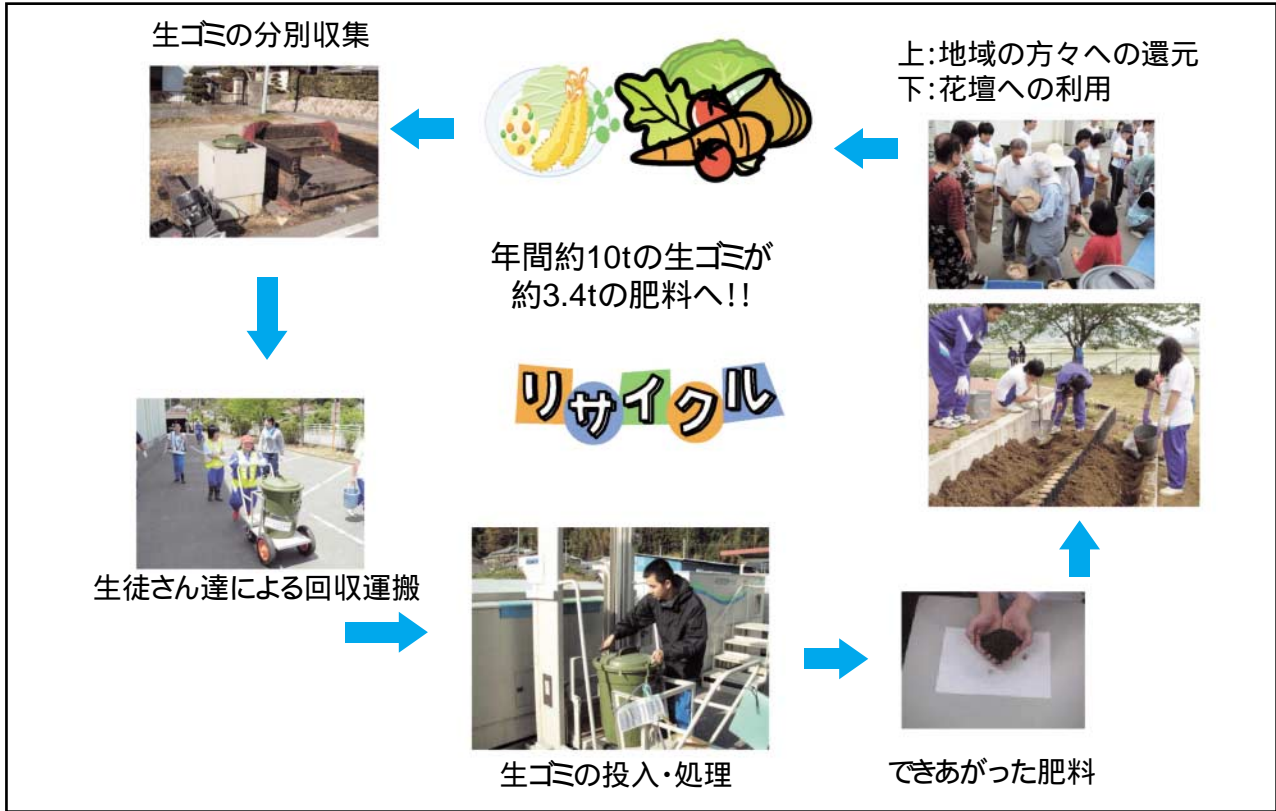 生ゴミの分別収集
上:地域の方々への還元
下:花壇への利用
年間約10tの生ゴミが
約3.4tの肥料へ!!
リサイクル
生徒さん達による回収運搬
生ゴミの投入・処理
できあがった肥料